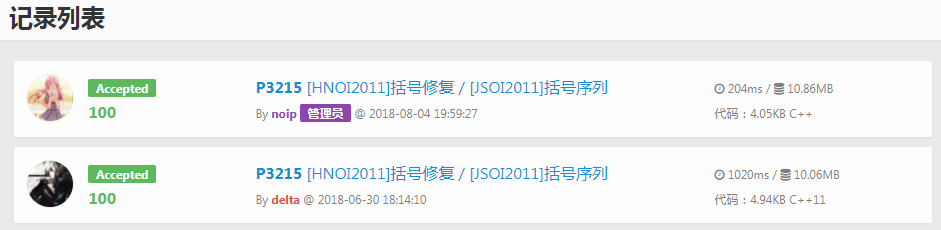 记录列表
Accepted
100
P3215 [HNOI2011]括号修复 / [JSOI2011]括号序列
By noip 管理员 @ 2018-08-04 19:59:27
204ms / 10.86MB
代码：4.05KB C++
Accepted
100
P3215 [HNOI2011]括号修复 / [JSOI2011]括号序列
By delta @ 2018-06-30 18:14:10
1020ms / 10.06MB
代码：4.94KB C++11